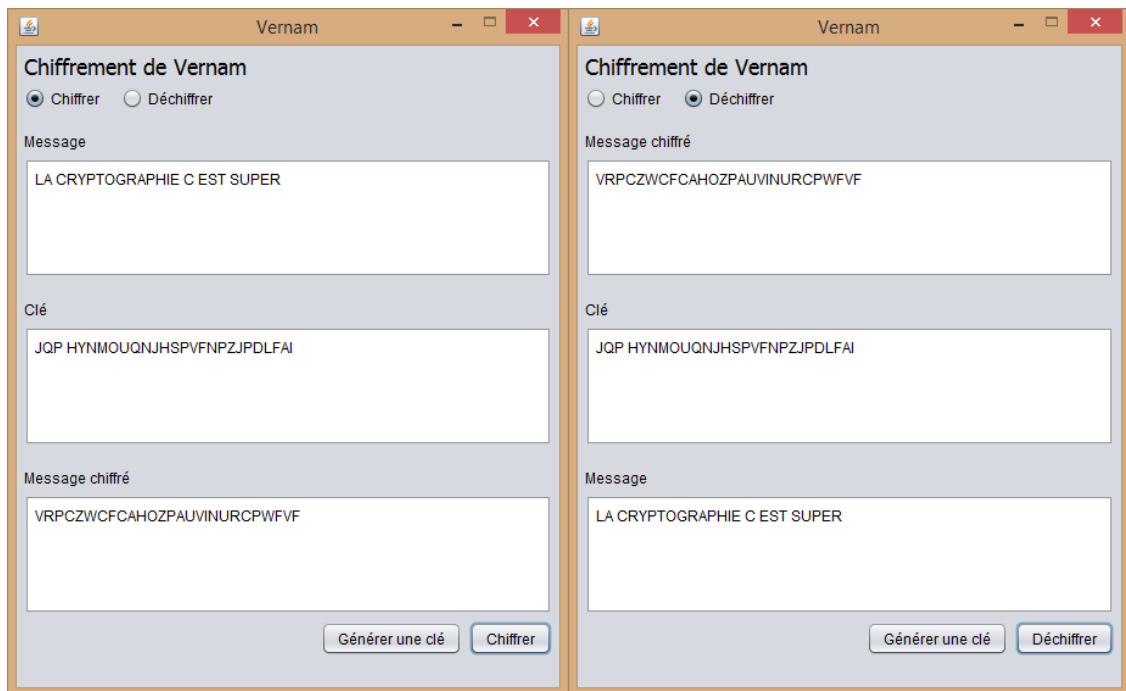 Vernam
Chiffrement de Vernam
Chiffrer
Déchiffrer
Message
LA CRYPTOGRAPHIE C EST SUPER
Clé
JQP HYNMOUQNJHSPVFNPZJPDLFAI
Message chiffré
VRPCZWCFCAHOZPAUVINURCPWFVF
Générer une clé
Chiffrer
Vernam
Chiffrement de Vernam
Chiffrer
Déchiffrer
Message chiffré
VRPCZWCFCAHOZPAUVINURCPWFVF
Clé
JQP HYNMOUQNJHSPVFNPZJPDLFAI
Message
LA CRYPTOGRAPHIE C EST SUPER
Générer une clé
Déchiffrer